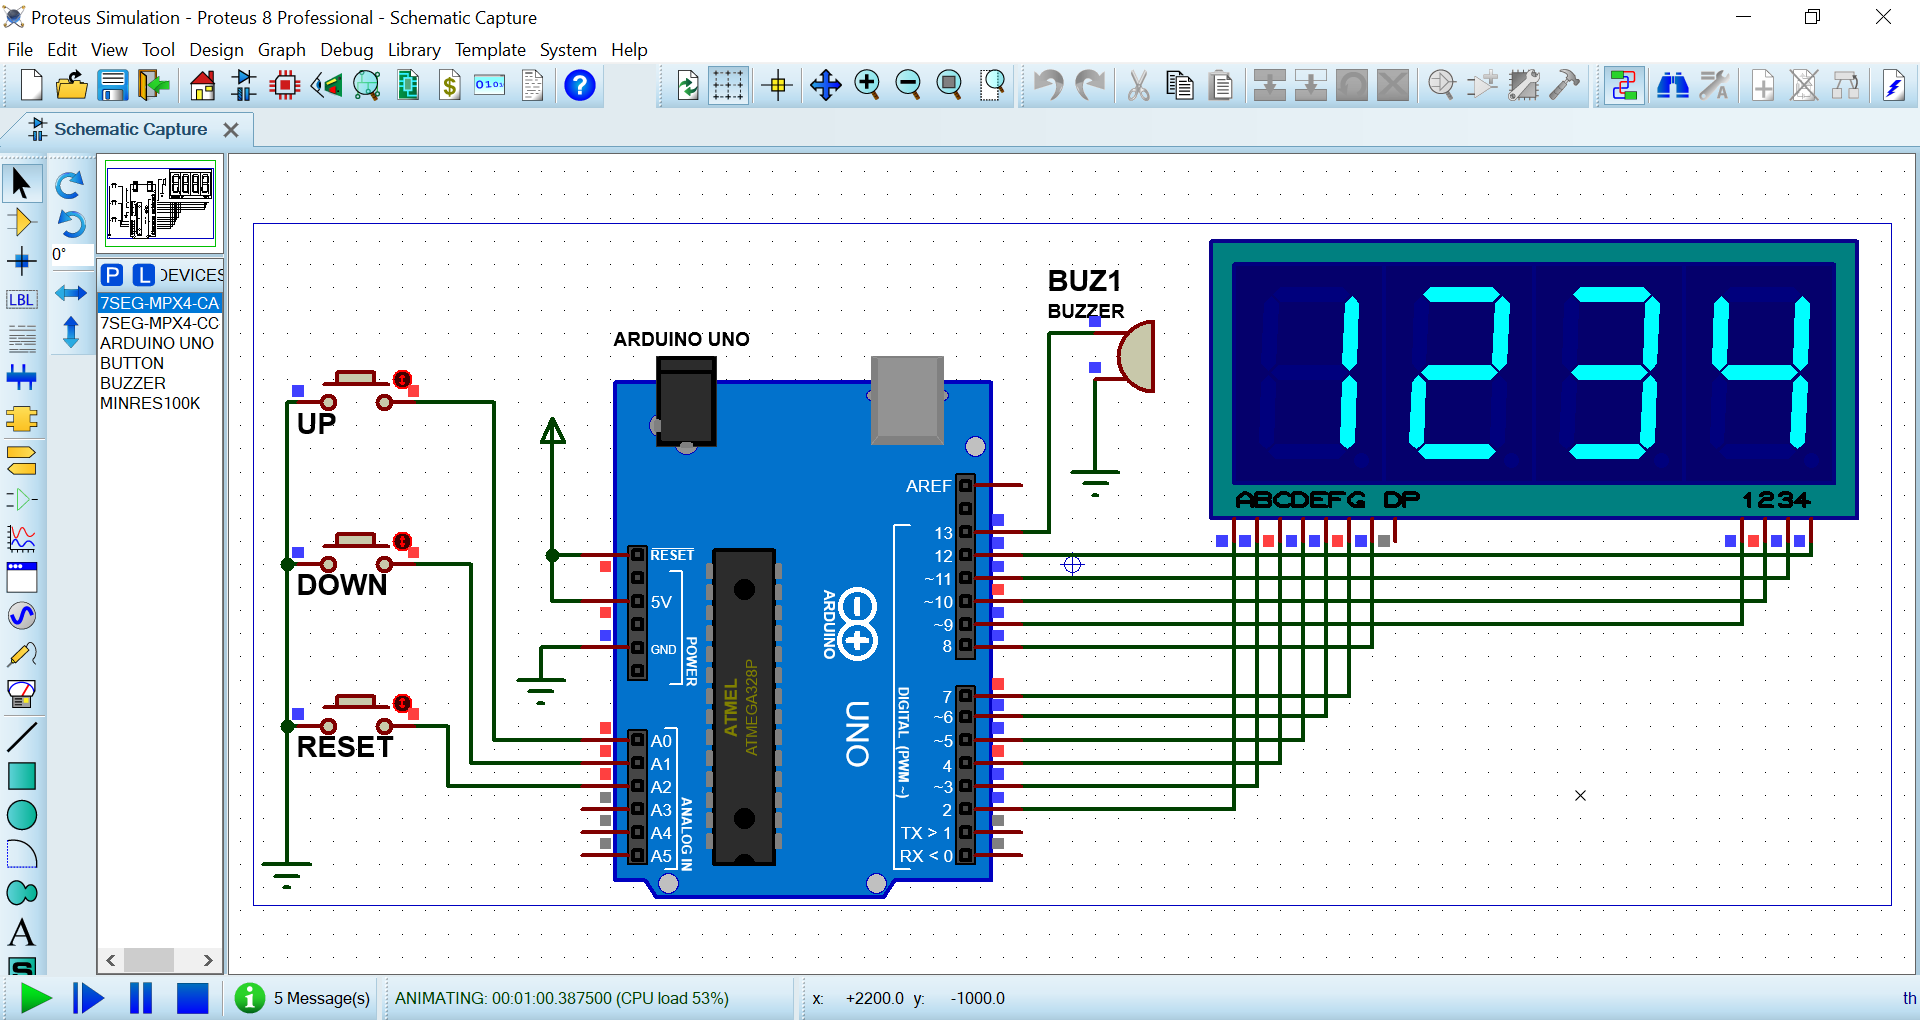 Proteus Simulation - Proteus 8 Professional - Schematic Capture
File Edit View Tool Design Graph Debug Library Template System Help
Schematic Capture
0°
P L DEVICES
7SEG-MPX4-CA
7SEG-MPX4-CC
ARDUINO UNO
BUTTON
BUZZER
MINRES100K
LBL
UP
DOWN
RESET
ARDUINO UNO
BUZ1
BUZZER
RESET
5V
GND
POWER
A0
A1
A2
A3
A4
A5
ANALOG IN
ATMEL
ATMEGA328P
ARDUINO
UNO
AREF
13
12
~11
~10
~9
8
7
~6
~5
4
~3
2
TX > 1
RX < 0
DIGITAL (PWM ~)
1234
ABCDEFG DP
1234
5 Message(s)
ANIMATING: 00:01:00.387500 (CPU load 53%)
x: +2200.0 y: -1000.0
th